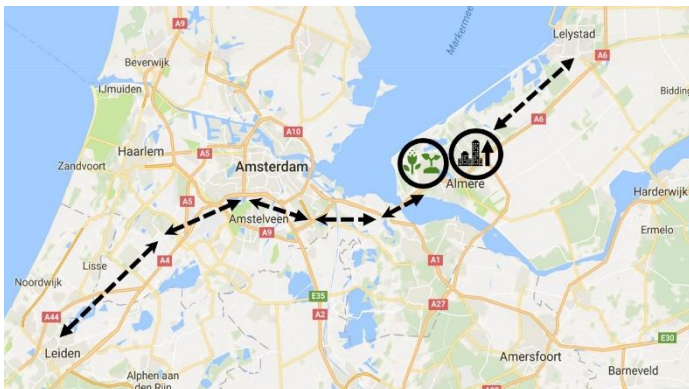 A9
Markermeer
Lelystad
Beverwijk
A6
IJmuiden
Bidding
A10
A6
Haarlem
A5
Zandvoort
Amsterdam
Almere
Harderwijk
A5
Amstelveen
A9
Ermelo
Lisse
A4
A1
Noordwijk
E35
A44
A2
A27
E30
Leiden
Amersfoort
Alphen aan
den Rijn
Barneveld